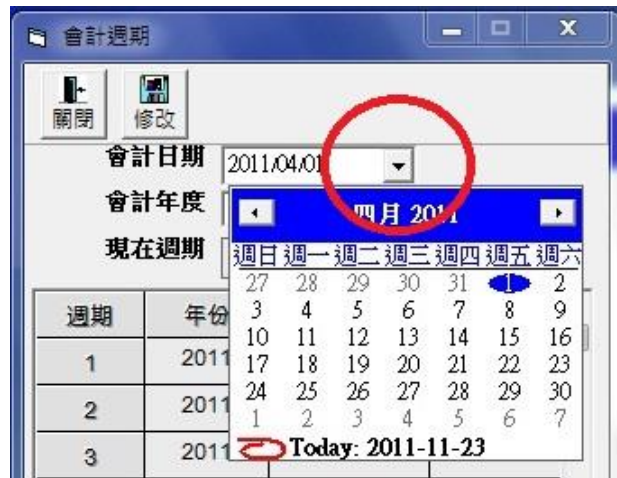 會計週期
關閉 修改
會計日期 2011/04/01
會計年度
現在週期
四月 2011
週日 週一 週二 週三 週四 週五 週六
27 28 29 30 31 1 2
3 4 5 6 7 8 9
10 11 12 13 14 15 16
17 18 19 20 21 22 23
24 25 26 27 28 29 30
1 2 3 4 5 6 7
Today: 2011-11-23
週期 年份
1 2011
2 2011
3 2011